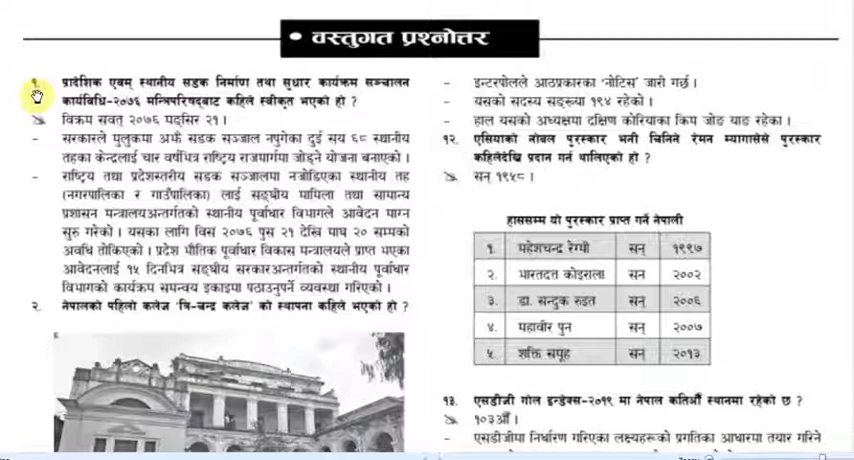 • वस्तुगत प्रश्नोत्तर
१. प्रादेशिक एवम् स्थानीय सडक निर्माण तथा सुधार कार्यक्रम सञ्चालन
कार्यविधि-२०७६ मन्त्रिपरिषद्‌बाट कहिले स्वीकृत भएको हो ?
विक्रम सवत् २०७६ मङ्सिर २१ ।
- सरकारले मुलुकमा अझै सडक सञ्जाल नपुगेका दुई सय ६८ स्थानीय
तहका केन्द्रलाई चार वर्षभित्र राष्ट्रिय राजमार्गमा जोड्ने योजना बनाएको ।
- राष्ट्रिय तथा प्रदेशस्तरीय सडक सञ्जालमा नजोडिएका स्थानीय तह
(नगरपालिका र गाउँपालिका) लाई सङ्घीय मामिला तथा सामान्य
प्रशासन मन्त्रालयअन्तर्गतको स्थानीय पूर्वाधार विभागले आवेदन माग्न
सुरु गरेको । यसका लागि विस २०७६ पुस २१ देखि माघ २० सम्मको
अवधि तोकिएको । प्रदेश भौतिक पूर्वाधार विकास मन्त्रालयले प्राप्त भएका
आवेदनलाई १५ दिनभित्र सङ्घीय सरकारअन्तर्गतको स्थानीय पूर्वाधार
विभागको कार्यक्रम समन्वय इकाइमा पठाउनुपर्ने व्यवस्था गरिएको ।
२. नेपालको पहिलो कलेज 'त्रि-चन्द्र कलेज' को स्थापना कहिले भएको हो ?
- इन्टरपोलले आठप्रकारका 'नोटिस' जारी गर्छ ।
- यसको सदस्य सङ्ख्या १९४ रहेको ।
- हाल यसको अध्यक्षमा दक्षिण कोरियाका किम जोङ याङ रहेका ।
१२. एसियाको नोबल पुरस्कार भनी चिनिने रेमन म्यागासेसे पुरस्कार
कहिलेदेखि प्रदान गर्न थालिएको हो ?
सन् १९५८ ।
हाससम्म यो पुरस्कार प्राप्त गर्ने नेपाली
१. महेशचन्द्र रेग्मी सन् १९९७
२. भारतदत्त कोइराला सन २००२
३. डा. सन्दुक रुइत सन् २००६
४. महावीर पुन सन् २००७
५. शक्ति समूह सन् २०१३
१३. एसडीजी गोल इन्डेक्स-२०१९ मा नेपाल कतिऔँ स्थानमा रहेको छ ?
१०३औँ ।
- एसडीजीमा निर्धारण गरिएका लक्ष्यहरूको प्रगतिका आधारमा तयार गरिने